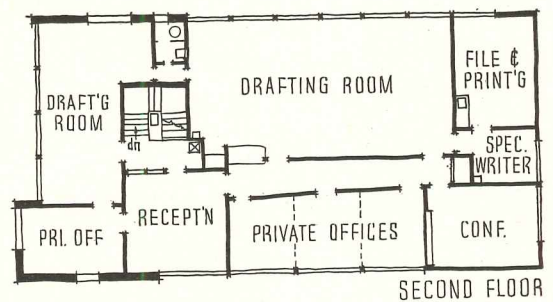 DRAFT'G
ROOM
DRAFTING ROOM
FILE &
PRINT'G
SPEC.
WRITER
dn
PRI. OFF
RECEPT'N
PRIVATE OFFICES
CONF.
SECOND FLOOR